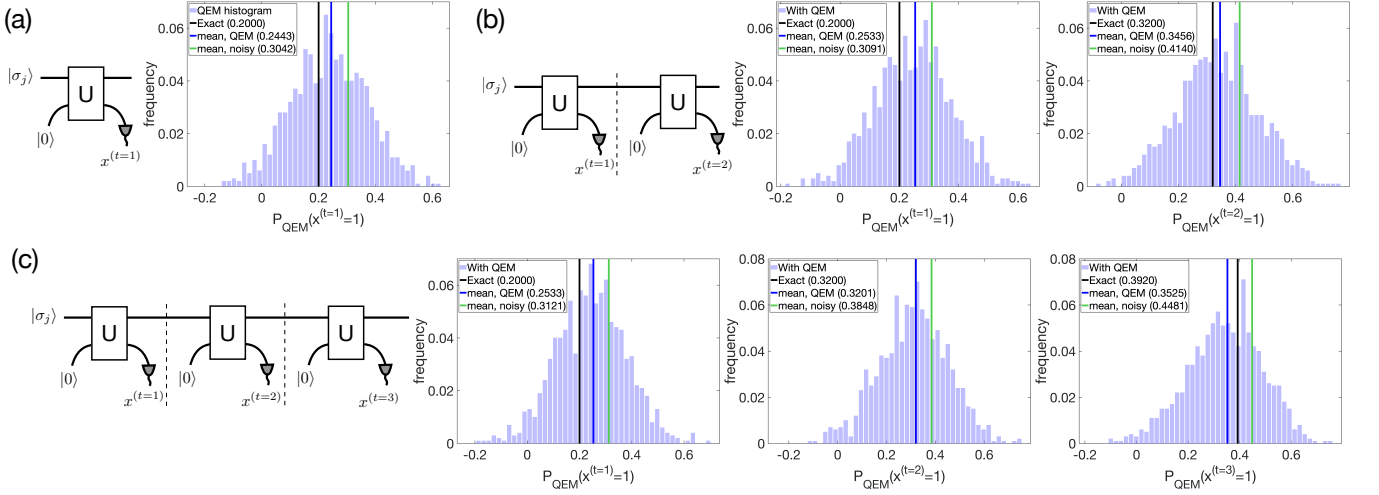 (a)
|σj⟩
U
|0⟩
x(t=1)
frequency
0.06
0.04
0.02
0
QEM histogram
Exact (0.2000)
mean, QEM (0.2443)
mean, noisy (0.3042)
-0.2 0 0.2 0.4 0.6
PQEM(x(t=1)=1)
(b)
|σj⟩
U U
|0⟩ |0⟩
x(t=1) x(t=2)
frequency
0.06
0.04
0.02
0
With QEM
Exact (0.2000)
mean, QEM (0.2533)
mean, noisy (0.3091)
-0.2 0 0.2 0.4 0.6
PQEM(x(t=1)=1)
frequency
0.06
0.04
0.02
0
With QEM
Exact (0.3200)
mean, QEM (0.3456)
mean, noisy (0.4140)
0 0.2 0.4 0.6
PQEM(x(t=2)=1)
(c)
|σj⟩
U U U
|0⟩ |0⟩ |0⟩
x(t=1) x(t=2) x(t=3)
frequency
0.06
0.04
0.02
0
With QEM
Exact (0.2000)
mean, QEM (0.2533)
mean, noisy (0.3121)
-0.2 0 0.2 0.4 0.6
PQEM(x(t=1)=1)
frequency
0.08
0.06
0.04
0.02
0
With QEM
Exact (0.3200)
mean, QEM (0.3201)
mean, noisy (0.3848)
-0.2 0 0.2 0.4 0.6
PQEM(x(t=2)=1)
frequency
0.08
0.06
0.04
0.02
0
With QEM
Exact (0.3920)
mean, QEM (0.3525)
mean, noisy (0.4481)
-0.2 0 0.2 0.4 0.6
PQEM(x(t=3)=1)